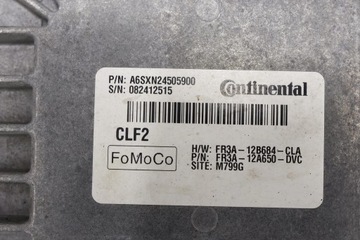 P/N: A6SXN24505900
S/N: 082412515
Continental
CLF2
FoMoCo
H/W: FR3A-12B684-CLA
P/N: FR3A-12A650-DVC
SITE: M799G